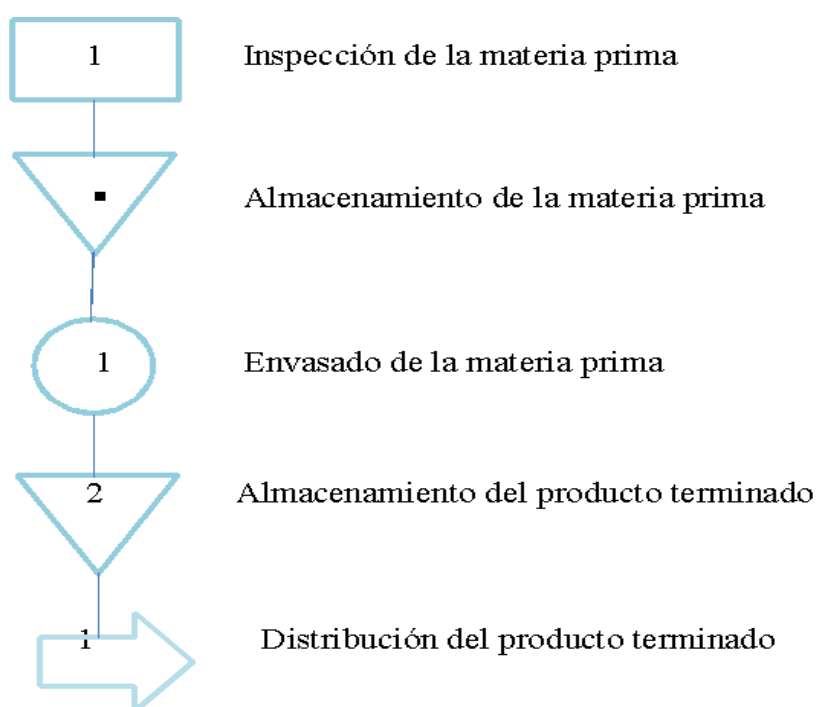 1 Inspección de la materia prima
Almacenamiento de la materia prima
1 Envasado de la materia prima
2 Almacenamiento del producto terminado
1 Distribución del producto terminado